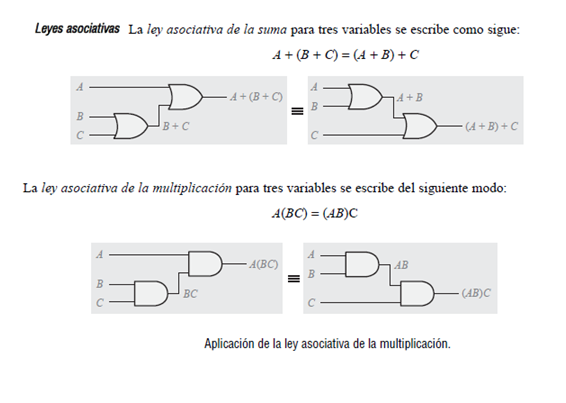 Leyes asociativas La ley asociativa de la suma para tres variables se escribe como sigue:
A + (B + C) = (A + B) + C
A
B
C
B + C
A + (B + C)
≡
A
B
C
A + B
(A + B) + C
La ley asociativa de la multiplicación para tres variables se escribe del siguiente modo:
A(BC) = (AB)C
A
B
C
BC
A(BC)
≡
A
B
C
AB
(AB)C
Aplicación de la ley asociativa de la multiplicación.